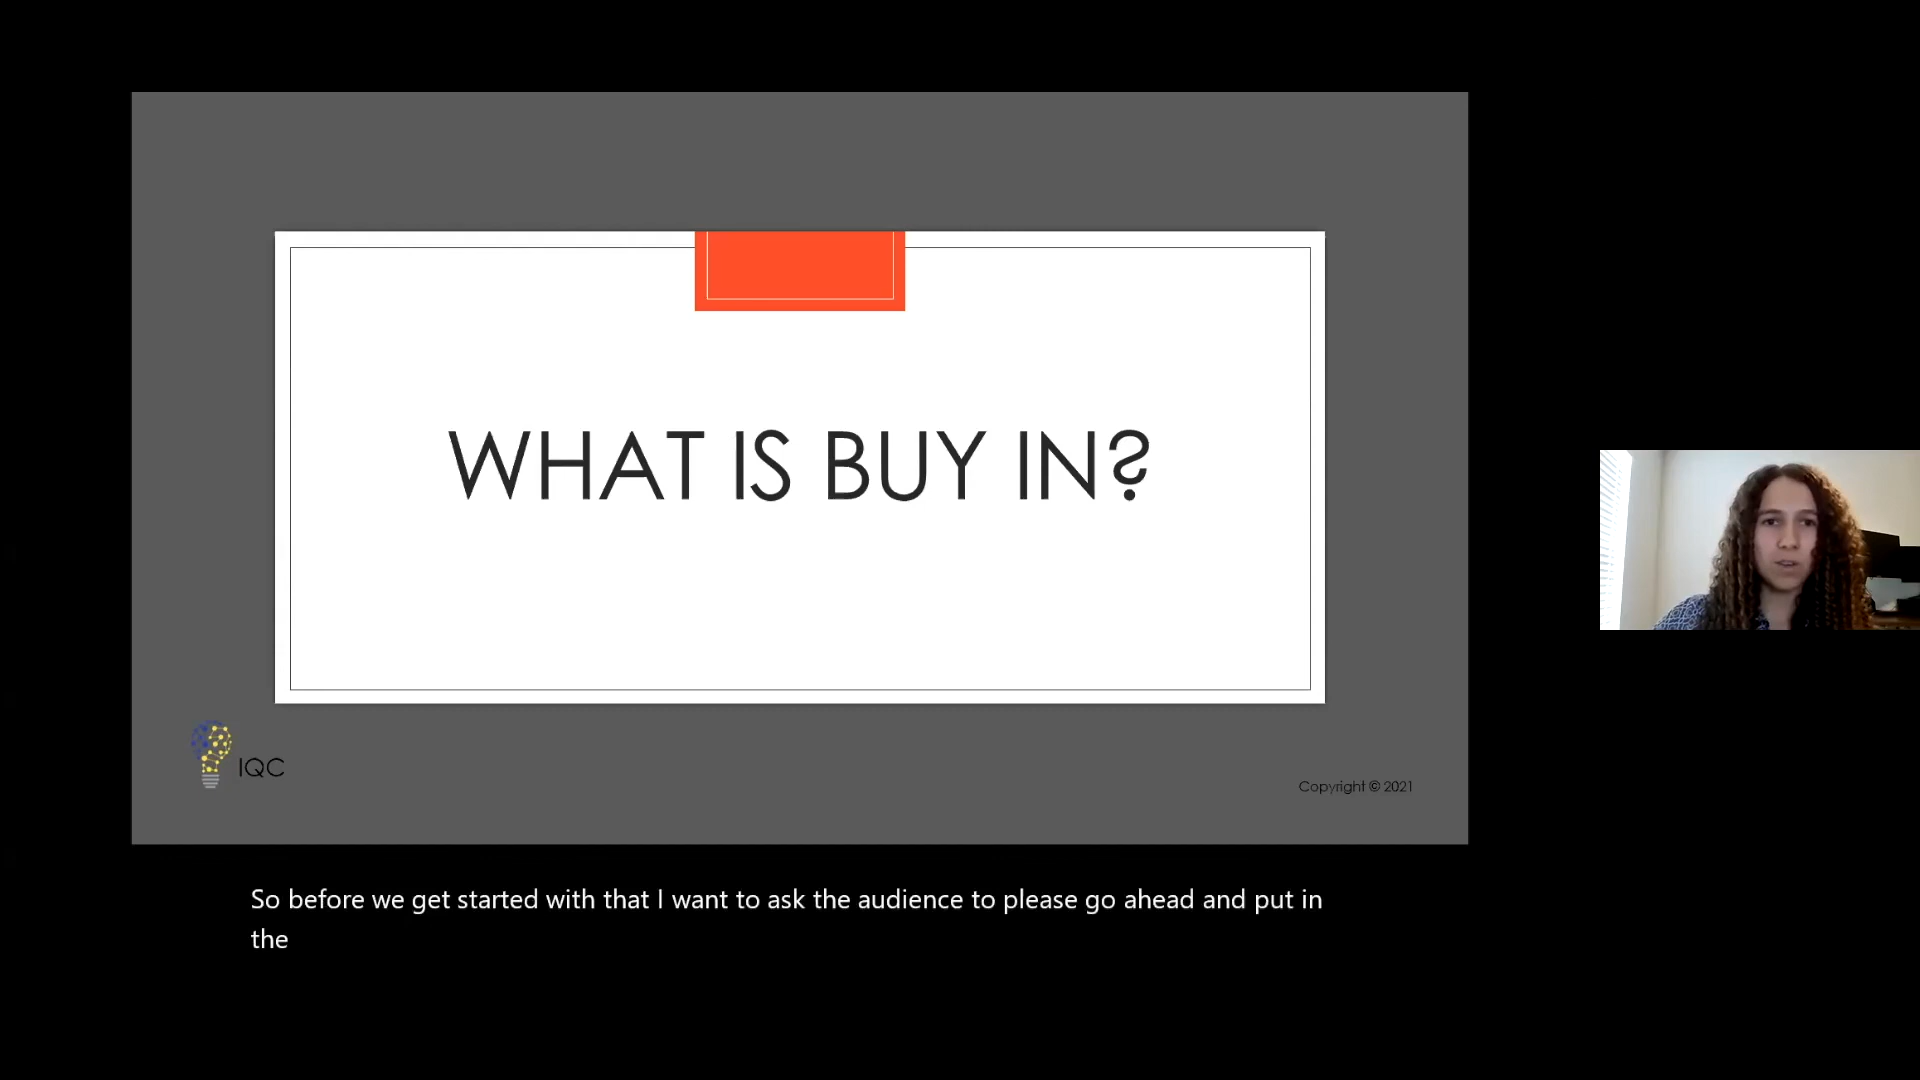 WHAT IS BUY IN?
IQC
Copyright © 2021
So before we get started with that I want to ask the audience to please go ahead and put in
the